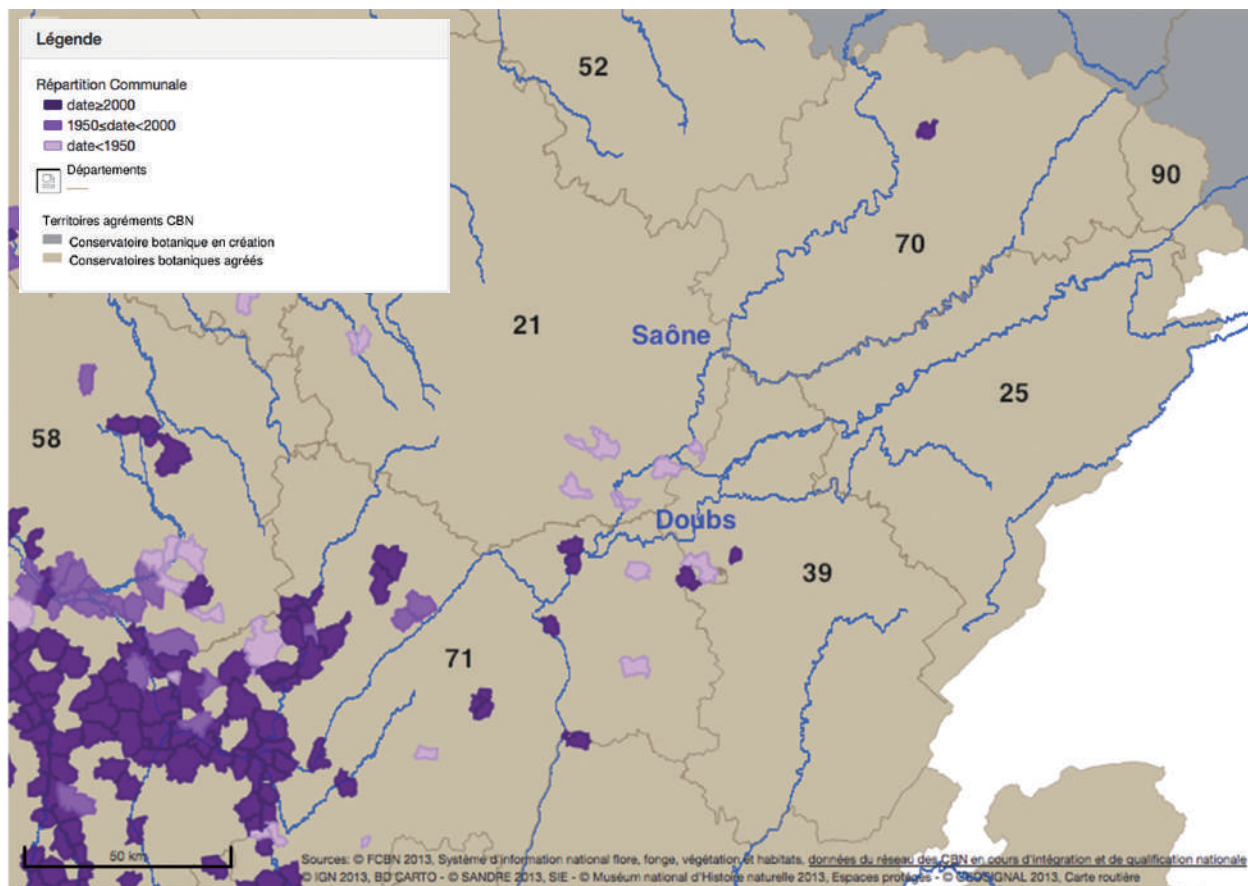 Légende
Répartition Communale
date≥2000
1950≤date<2000
date<1950
Départements
Territoires agréments CBN
Conservatoire botanique en création
Conservatoires botaniques agréés
52
90
70
21
Saône
25
58
Doubs
39
71
50 km
Sources: © FCBN 2013, Système d'information national flore, fonge, végétation et habitats, données du réseau des CBN en cours d'intégration et de qualification nationale
© IGN 2013, BD CARTO - © SANDRE 2013, SIE - © Muséum national d'Histoire naturelle 2013, Espaces protégés - © GEOSIGNAL 2013, Carte routière